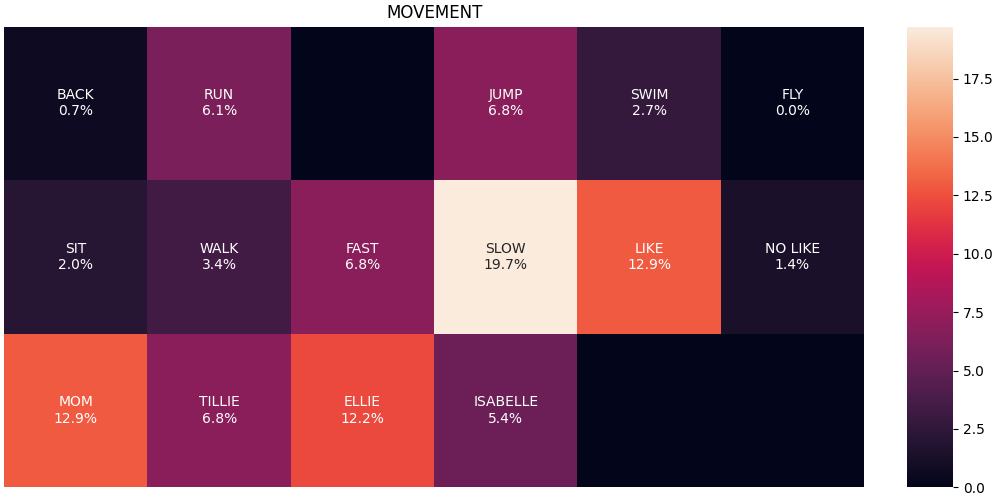 MOVEMENT
BACK
0.7%
RUN
6.1%
JUMP
6.8%
SWIM
2.7%
FLY
0.0%
SIT
2.0%
WALK
3.4%
FAST
6.8%
SLOW
19.7%
LIKE
12.9%
NO LIKE
1.4%
MOM
12.9%
TILLIE
6.8%
ELLIE
12.2%
ISABELLE
5.4%
17.5
15.0
12.5
10.0
7.5
5.0
2.5
0.0